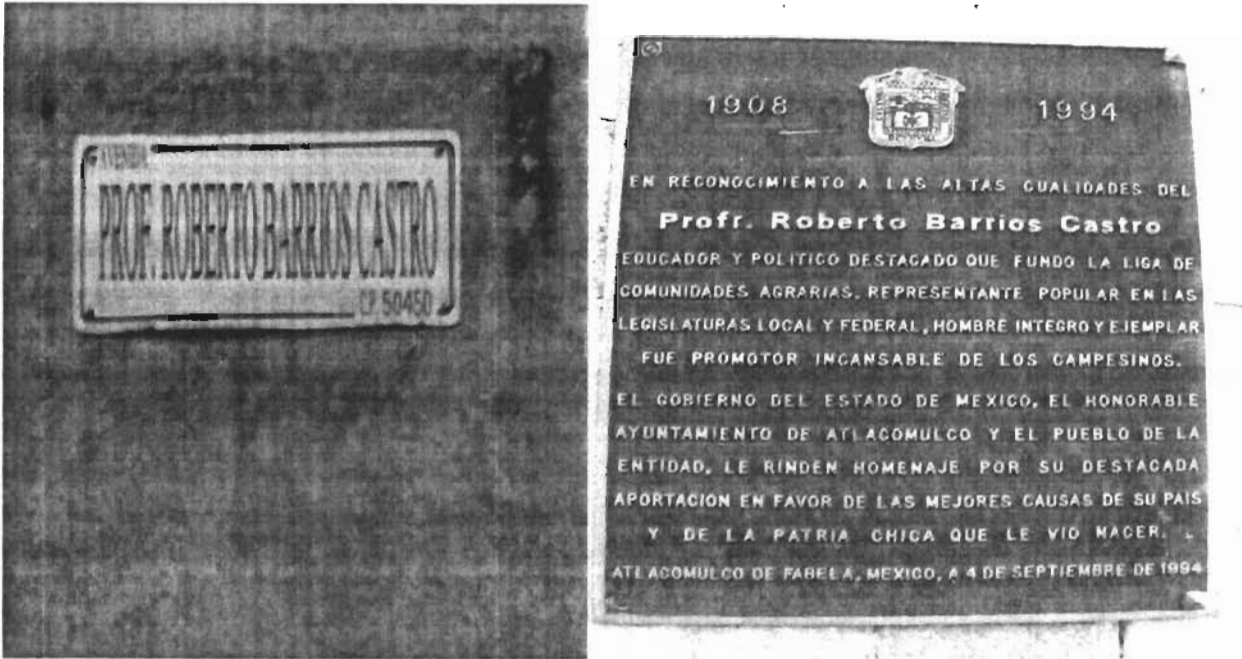 AVENIDA
PROF. ROBERTO BARRIOS CASTRO
CP. 50450
1908 1994
EN RECONOCIMIENTO A LAS ALTAS CUALIDADES DEL
Profr. Roberto Barrios Castro
EDUCADOR Y POLITICO DESTACADO QUE FUNDO LA LIGA DE
COMUNIDADES AGRARIAS, REPRESENTANTE POPULAR EN LAS
LEGISLATURAS LOCAL Y FEDERAL, HOMBRE INTEGRO Y EJEMPLAR
FUE PROMOTOR INCANSABLE DE LOS CAMPESINOS.
EL GOBIERNO DEL ESTADO DE MEXICO, EL HONORABLE
AYUNTAMIENTO DE ATLACOMULCO Y EL PUEBLO DE LA
ENTIDAD, LE RINDEN HOMENAJE POR SU DESTACADA
APORTACION EN FAVOR DE LAS MEJORES CAUSAS DE SU PAIS
Y DE LA PATRIA CHICA QUE LE VIO NACER.
ATLACOMULCO DE FABELA, MEXICO, A 4 DE SEPTIEMBRE DE 1994